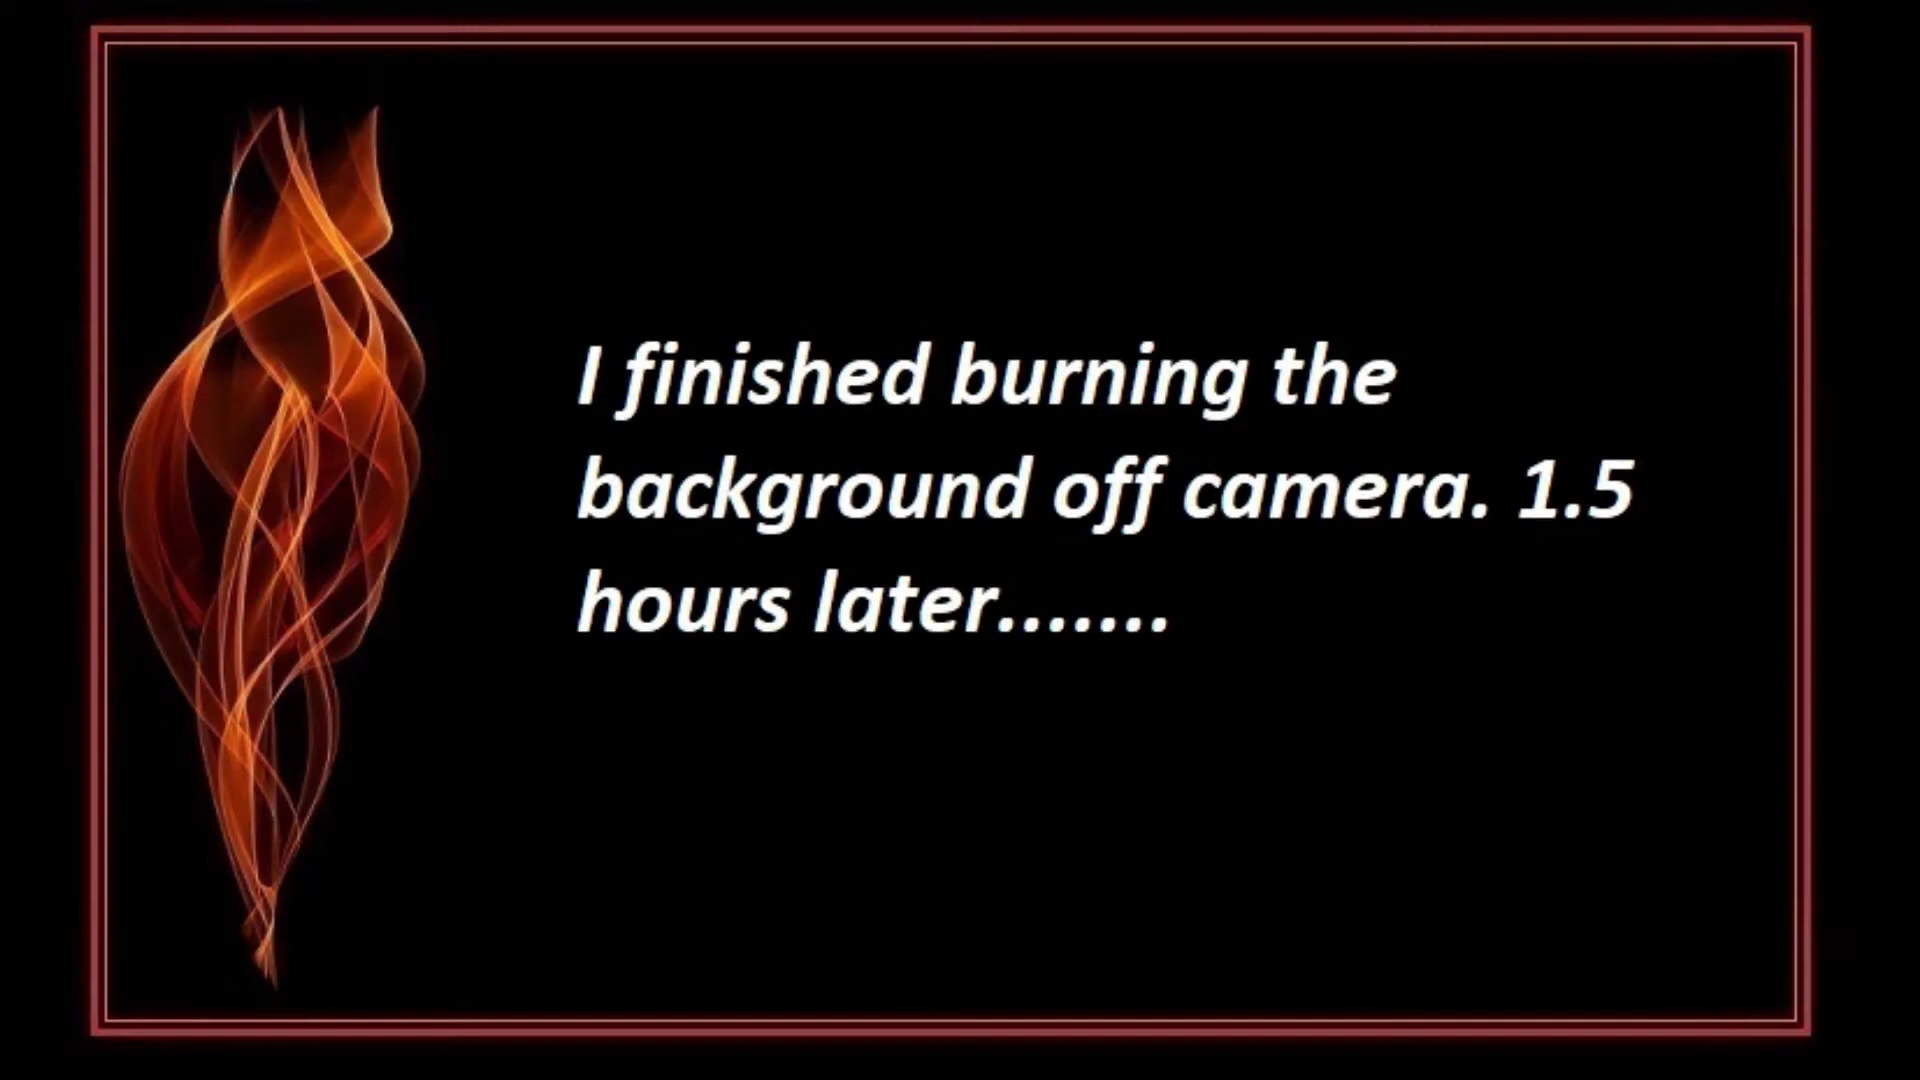 I finished burning the
background off camera. 1.5
hours later.......